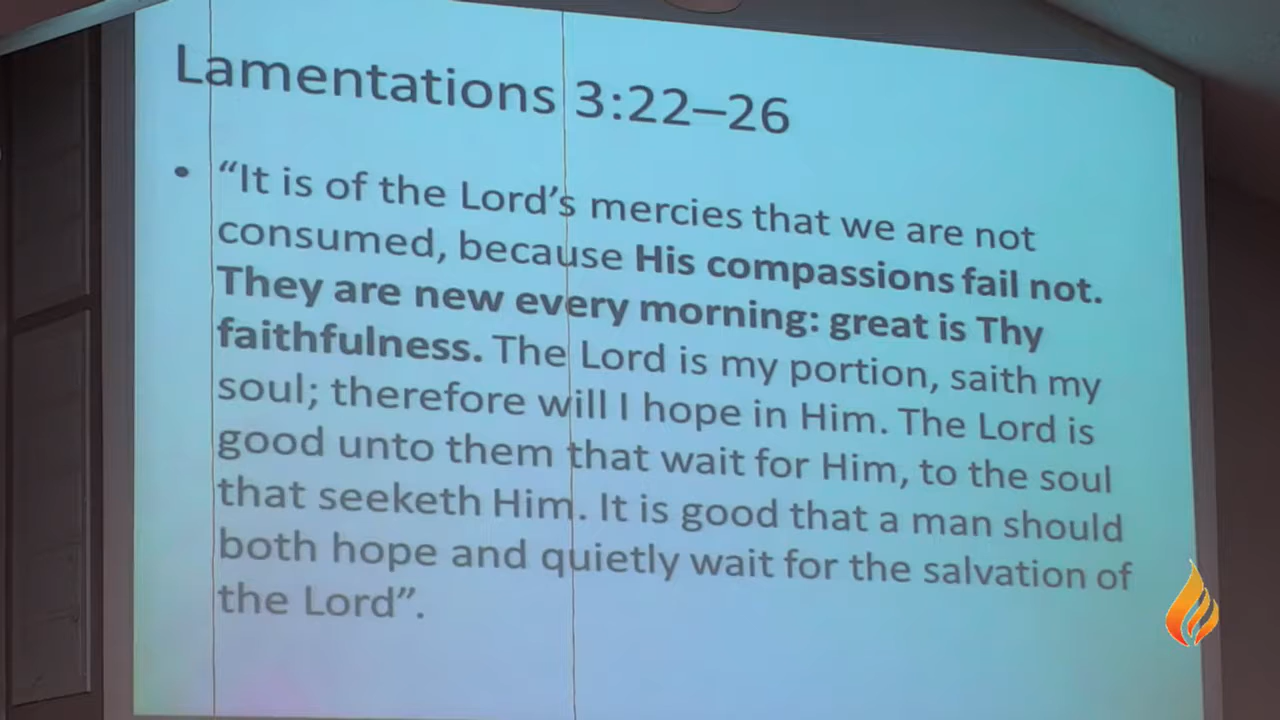 Lamentations 3:22–26
• “It is of the Lord’s mercies that we are not
consumed, because His compassions fail not.
They are new every morning: great is Thy
faithfulness. The Lord is my portion, saith my
soul; therefore will I hope in Him. The Lord is
good unto them that wait for Him, to the soul
that seeketh Him. It is good that a man should
both hope and quietly wait for the salvation of
the Lord”.